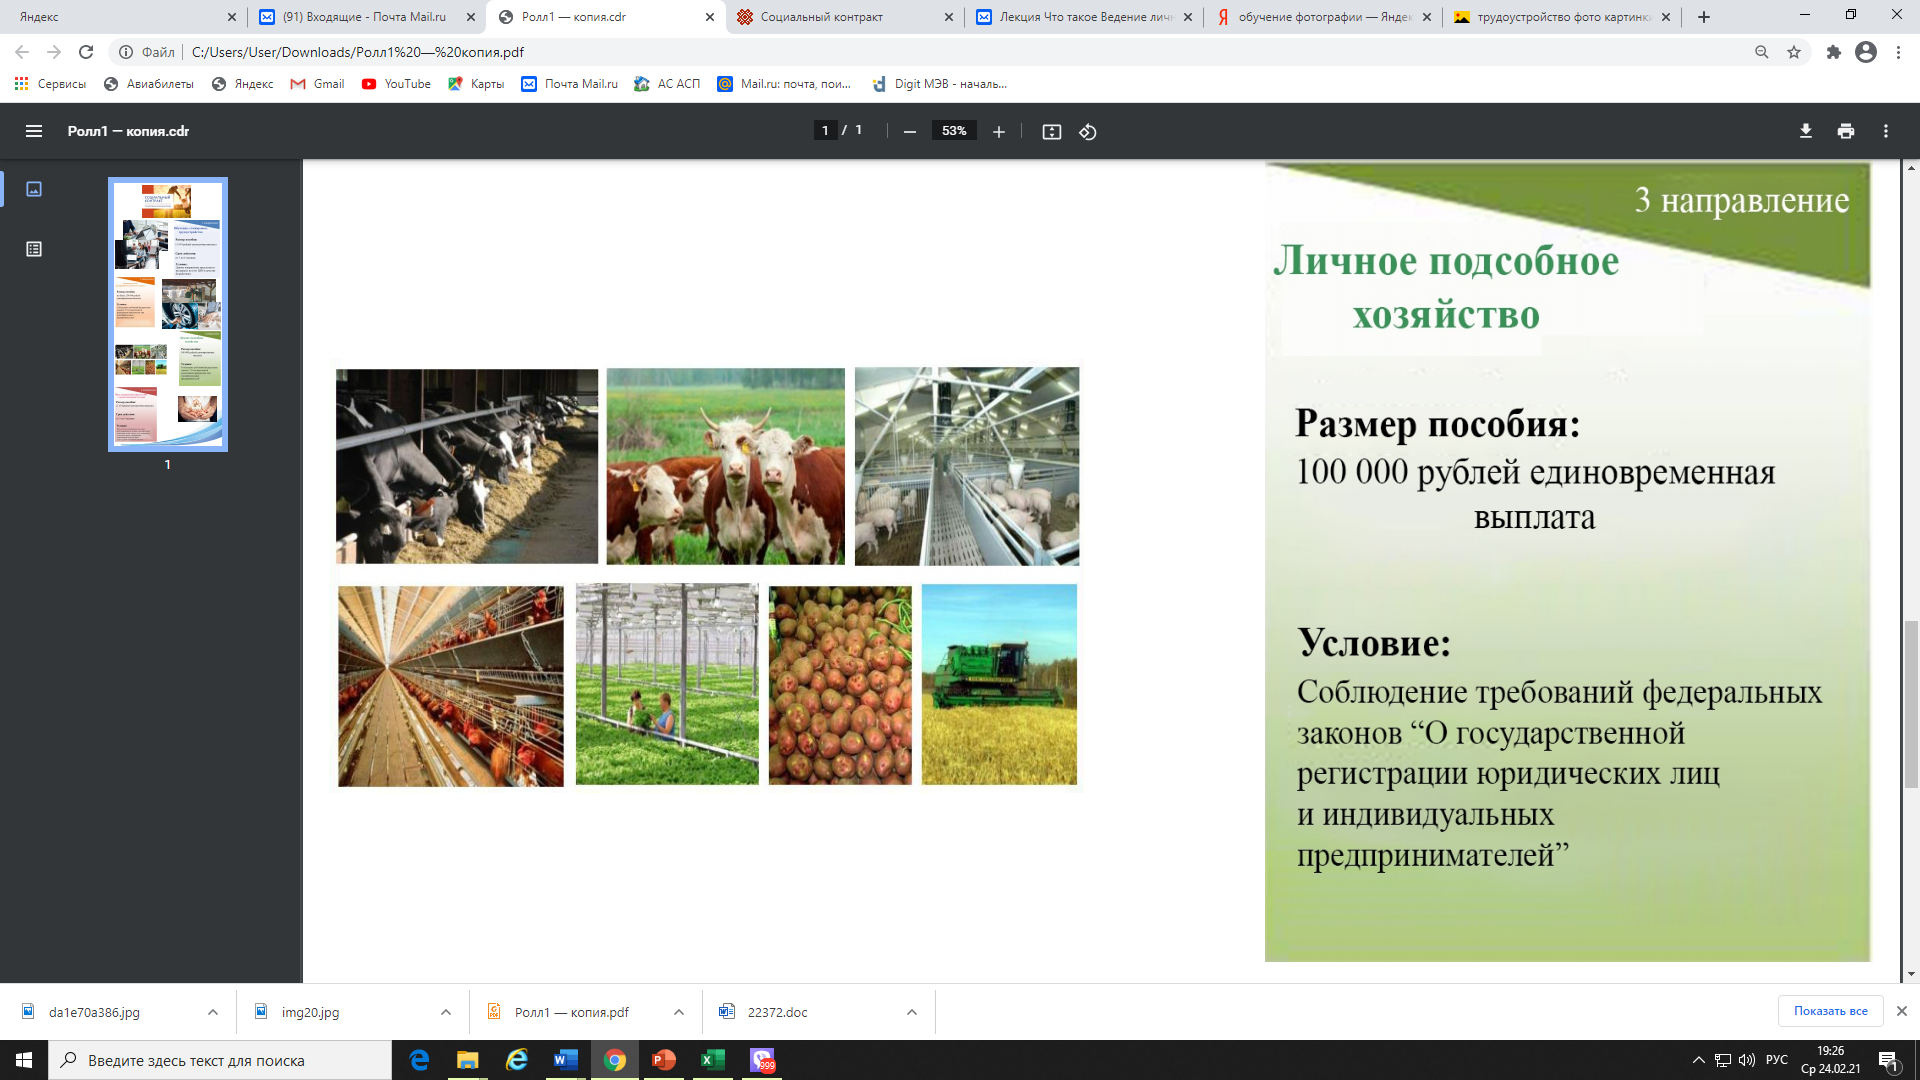 Яндекс
(91) Входящие - Почта Mail.ru
Ролл1 — копия.cdr
Социальный контракт
Лекция Что такое Ведение личн
обучение фотографии — Яндек
трудоустройство фото картинки
Файл
C:/Users/User/Downloads/Ролл1%20—%20копия.pdf
Сервисы
Авиабилеты
Яндекс
Gmail
YouTube
Карты
Почта Mail.ru
АС АСП
Mail.ru: почта, пои...
Digit МЭВ - началь...
Ролл1 — копия.cdr
1 / 1
53%
1
3 направление
Личное подсобное
хозяйство
Размер пособия:
100 000 рублей единовременная
выплата
Условие:
Соблюдение требований федеральных
законов “О государственной
регистрации юридических лиц
и индивидуальных
предпринимателей”
da1e70a386.jpg
img20.jpg
Ролл1 — копия.pdf
22372.doc
Показать все
Введите здесь текст для поиска
999
РУС
19:26
Ср 24.02.21
1